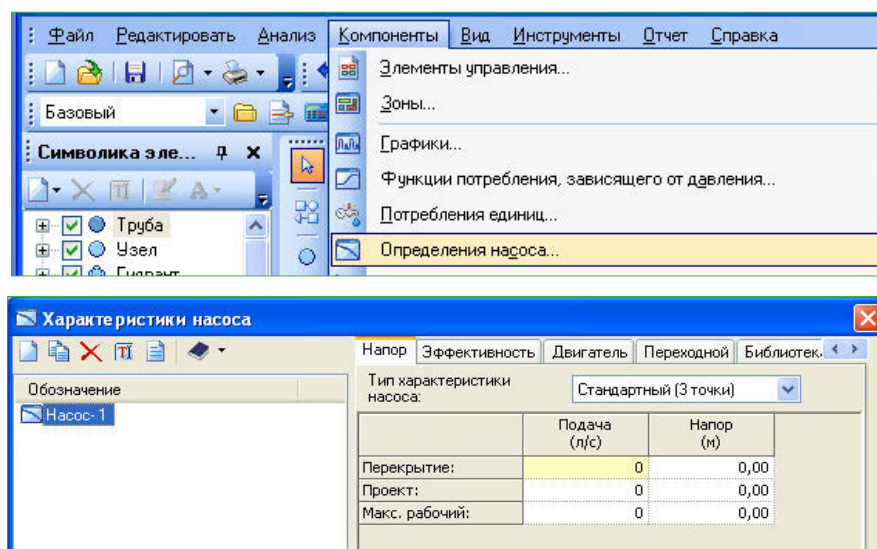 Файл Редактировать Анализ Компоненты Вид Инструменты Отчет Справка
Элементы управления...
Базовый
Зоны...
Символика эле...
Графики...
Функции потребления, зависящего от давления...
Труба
Потребления единиц...
Узел
Определения насоса...
Гидрант
Характеристики насоса
Напор Эффективность Двигатель Переходной Библиотек
Обозначение
Тип характеристики
насоса:
Стандартный (3 точки)
Насос-1
Подача
(л/с)
Напор
(м)
Перекрытие: 0 0,00
Проект: 0 0,00
Макс. рабочий: 0 0,00